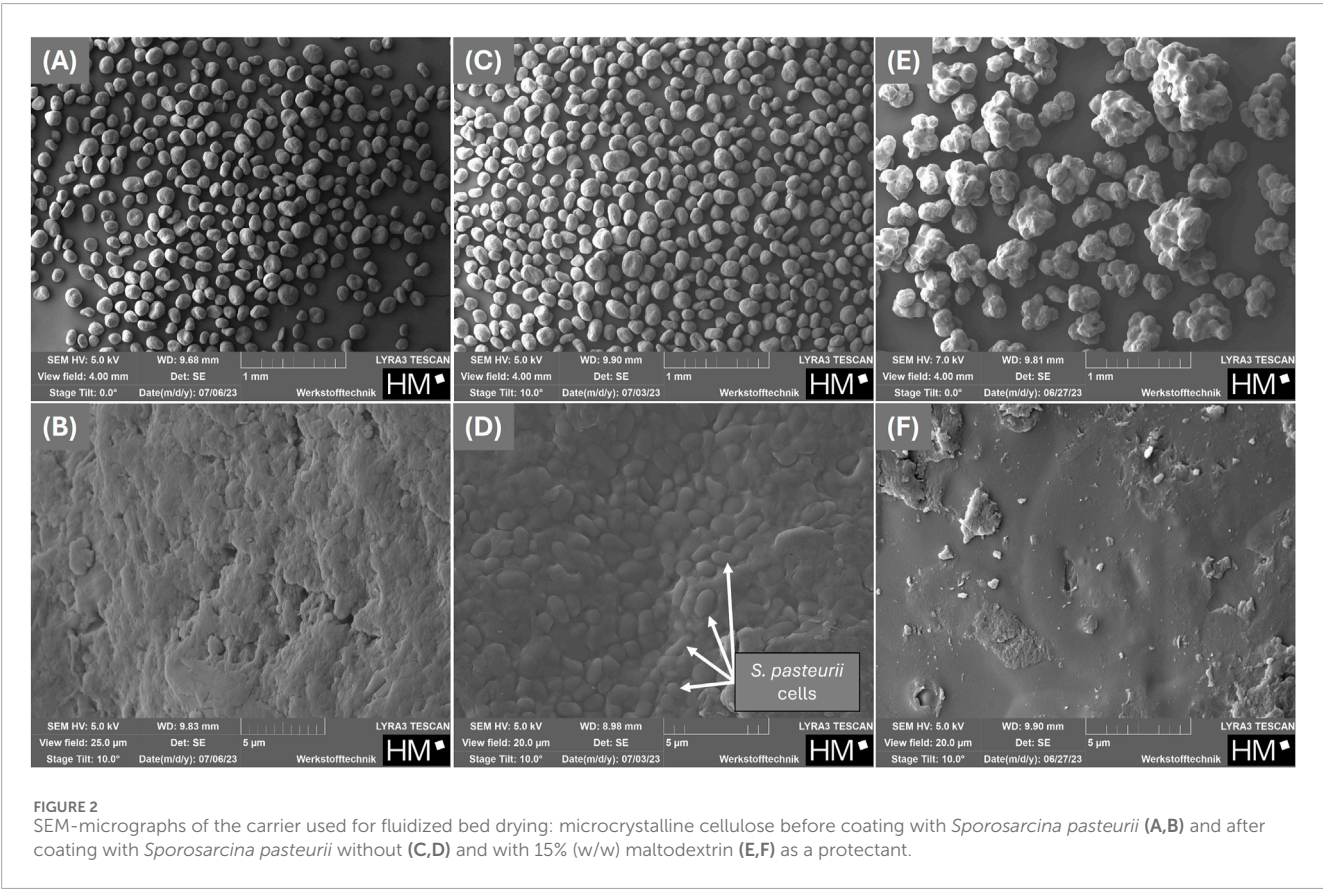 (A)
SEM HV: 5.0 kV WD: 9.68 mm LYRA3 TESCAN
View field: 4.00 mm Det: SE 1 mm
Stage Tilt: 0.0° Date(m/d/y): 07/06/23 Werkstofftechnik HM
(C)
SEM HV: 5.0 kV WD: 9.90 mm LYRA3 TESCAN
View field: 4.00 mm Det: SE 1 mm
Stage Tilt: 10.0° Date(m/d/y): 07/03/23 Werkstofftechnik HM
(E)
SEM HV: 7.0 kV WD: 9.81 mm LYRA3 TESCAN
View field: 4.00 mm Det: SE 1 mm
Stage Tilt: 0.0° Date(m/d/y): 06/27/23 Werkstofftechnik HM
(B)
SEM HV: 5.0 kV WD: 9.83 mm LYRA3 TESCAN
View field: 25.0 µm Det: SE 5 µm
Stage Tilt: 10.0° Date(m/d/y): 07/06/23 Werkstofftechnik HM
(D)
S. pasteurii
cells
SEM HV: 5.0 kV WD: 8.98 mm LYRA3 TESCAN
View field: 20.0 µm Det: SE 5 µm
Stage Tilt: 10.0° Date(m/d/y): 07/03/23 Werkstofftechnik HM
(F)
SEM HV: 5.0 kV WD: 9.90 mm LYRA3 TESCAN
View field: 20.0 µm Det: SE 5 µm
Stage Tilt: 10.0° Date(m/d/y): 06/27/23 Werkstofftechnik HM
FIGURE 2
SEM-micrographs of the carrier used for fluidized bed drying: microcrystalline cellulose before coating with Sporosarcina pasteurii (A,B) and after
coating with Sporosarcina pasteurii without (C,D) and with 15% (w/w) maltodextrin (E,F) as a protectant.